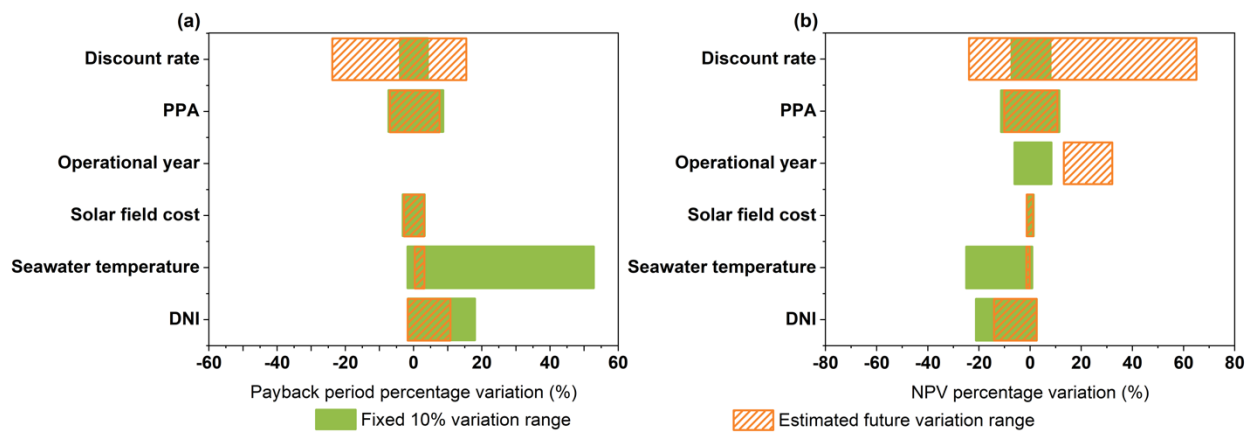 (a)
Discount rate
PPA
Operational year
Solar field cost
Seawater temperature
DNI
-60 -40 -20 0 20 40 60
Payback period percentage variation (%)
(b)
Discount rate
PPA
Operational year
Solar field cost
Seawater temperature
DNI
-80 -60 -40 -20 0 20 40 60 80
NPV percentage variation (%)
Fixed 10% variation range
Estimated future variation range